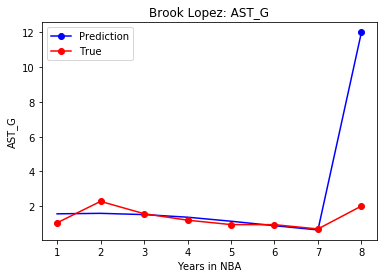 Brook Lopez: AST_G
Prediction
True
12
10
8
6
4
2
AST_G
1 2 3 4 5 6 7 8
Years in NBA